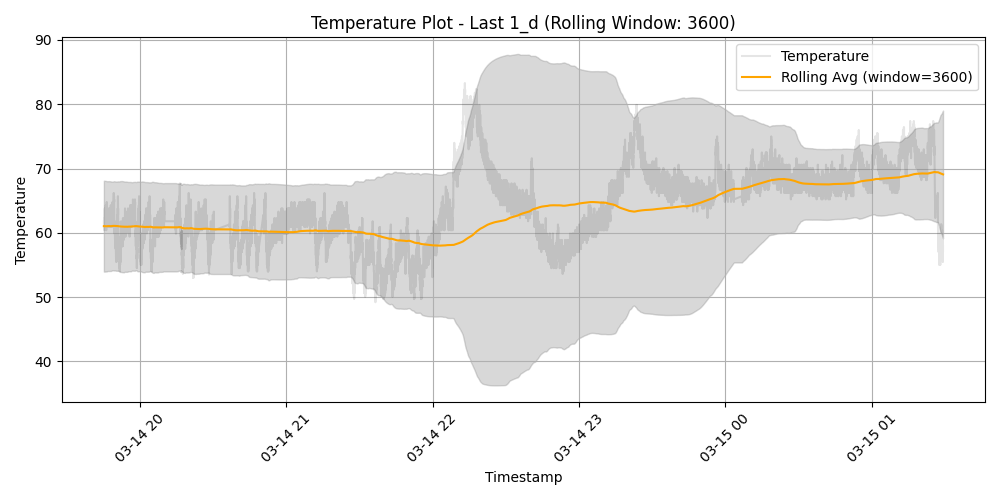 Temperature Plot - Last 1_d (Rolling Window: 3600)
Temperature
Rolling Avg (window=3600)
90
80
70
60
50
40
Temperature
03-14 20
03-14 21
03-14 22
03-14 23
03-15 00
03-15 01
Timestamp